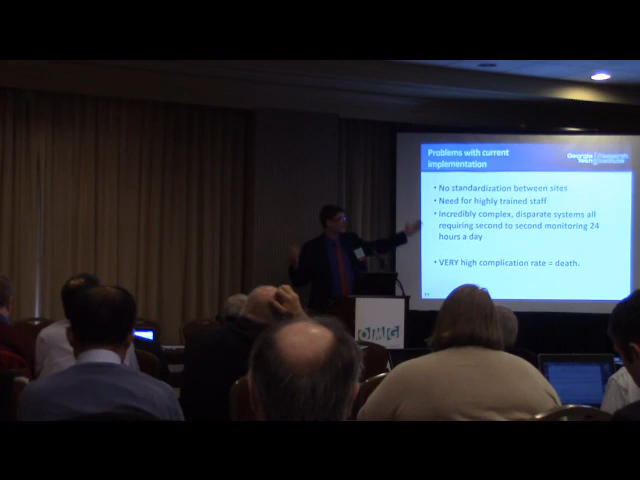 Problems with current
implementation
Georgia Tech Research Institute
• No standardization between sites
• Need for highly trained staff
• Incredibly complex, disparate systems all
requiring second to second monitoring 24
hours a day
• VERY high complication rate = death.
OMG